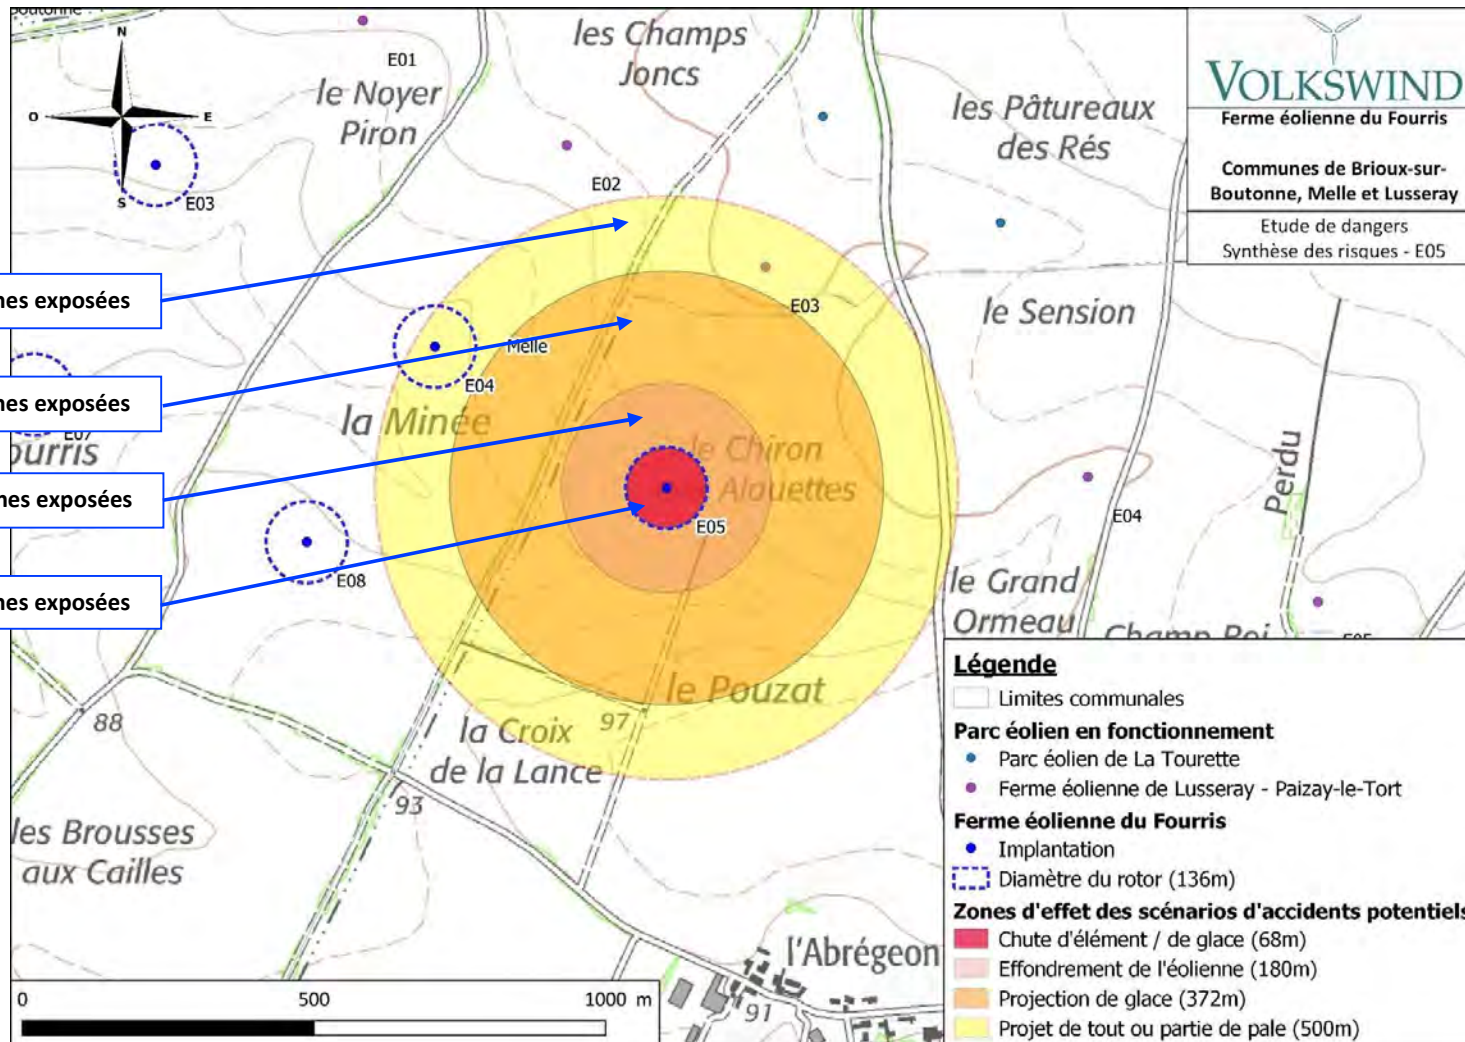 Boutonne
N
O
E
S
E01
les Champs
Joncs
le Noyer
Piron
les Pâtureaux
des Rés
VOLKSWIND
Ferme éolienne du Fourris
Communes de Brioux-sur-
Boutonne, Melle et Lusseray
Etude de dangers
Synthèse des risques - E05
E03
E02
nes exposées
E03
le Sension
Melle
E04
nes exposées
la Minée
E07
ourris
le Chiron
Alouettes
Perdu
nes exposées
E05
E04
E08
nes exposées
le Grand
Ormeau
Champ Roi
E05
le Pouzat
97
88
la Croix
de la Lance
93
les Brousses
aux Cailles
l'Abrégeon
91
0
500
1000 m
Légende
Limites communales
Parc éolien en fonctionnement
Parc éolien de La Tourette
Ferme éolienne de Lusseray - Paizay-le-Tort
Ferme éolienne du Fourris
Implantation
Diamètre du rotor (136m)
Zones d'effet des scénarios d'accidents potentiels
Chute d'élément / de glace (68m)
Effondrement de l'éolienne (180m)
Projection de glace (372m)
Projet de tout ou partie de pale (500m)